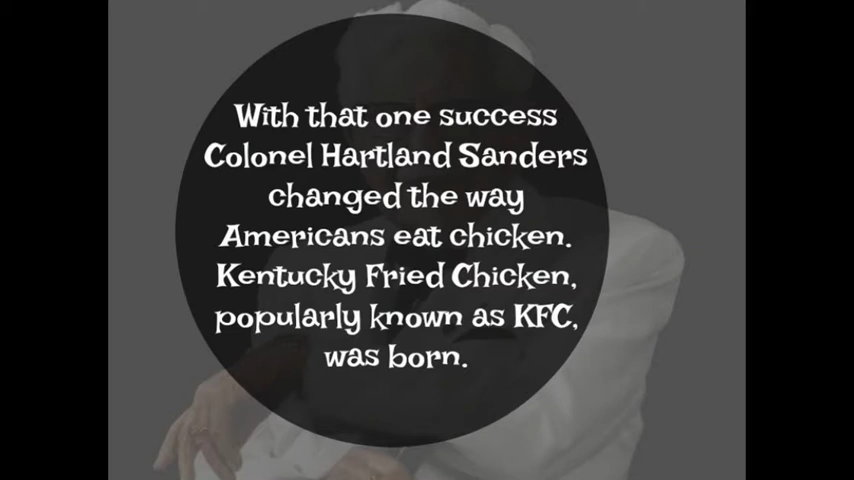 With that one success
Colonel Hartland Sanders
changed the way
Americans eat chicken.
Kentucky Fried Chicken,
popularly known as KFC,
was born.